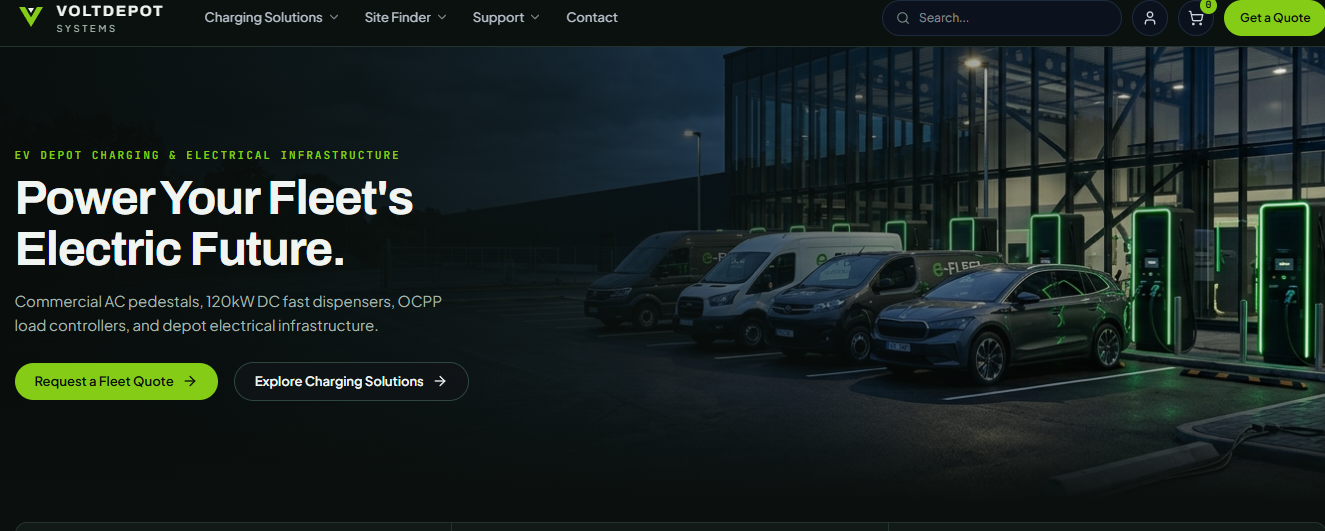 VOLTDEPOT
SYSTEMS
Charging Solutions
Site Finder
Support
Contact
Search...
0
Get a Quote
EV DEPOT CHARGING & ELECTRICAL INFRASTRUCTURE
Power Your Fleet's
Electric Future.
Commercial AC pedestals, 120kW DC fast dispensers, OCPP
load controllers, and depot electrical infrastructure.
Request a Fleet Quote
Explore Charging Solutions
e-FLEET